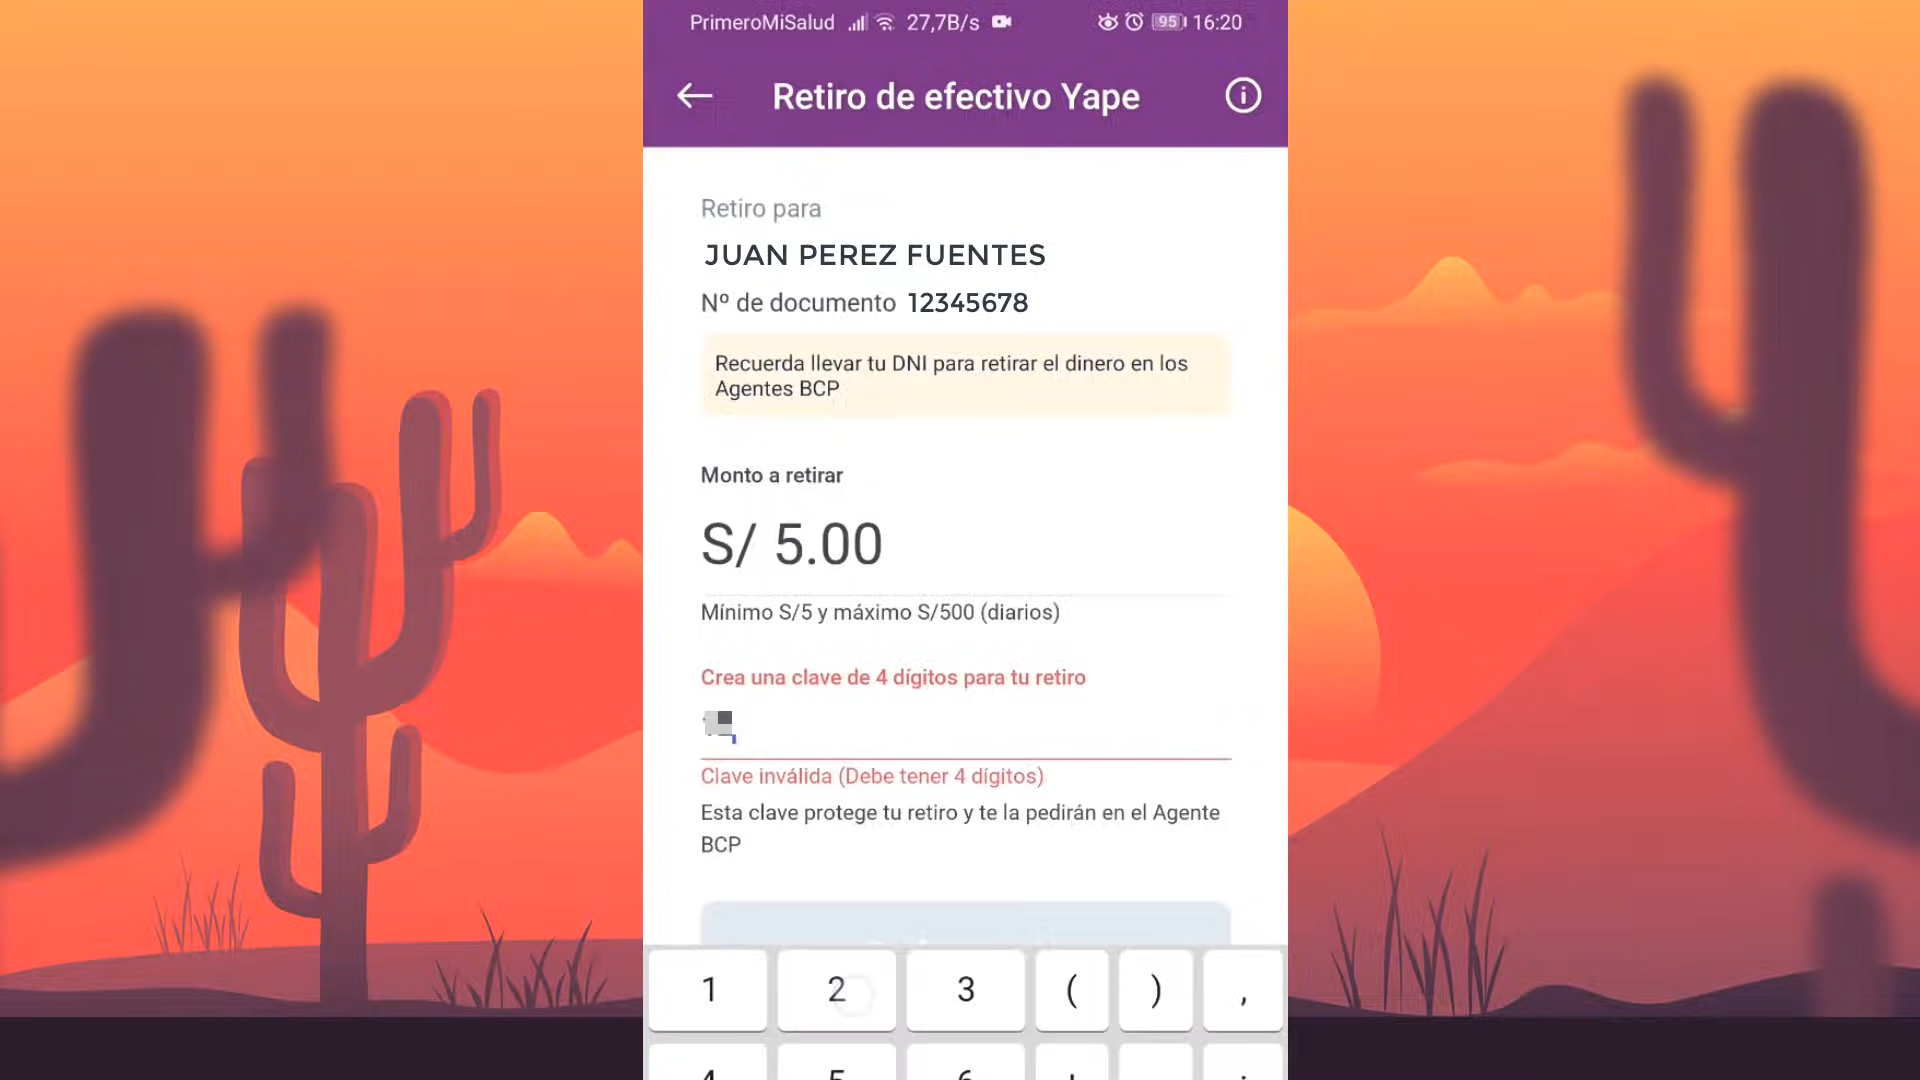 PrimeroMiSalud 27,7B/s 95 16:20
Retiro de efectivo Yape
Retiro para
JUAN PEREZ FUENTES
Nº de documento 12345678
Recuerda llevar tu DNI para retirar el dinero en los
Agentes BCP
Monto a retirar
S/ 5.00
Mínimo S/5 y máximo S/500 (diarios)
Crea una clave de 4 dígitos para tu retiro
Clave inválida (Debe tener 4 dígitos)
Esta clave protege tu retiro y te la pedirán en el Agente
BCP
1 2 3 ( ) ,
4 5 6